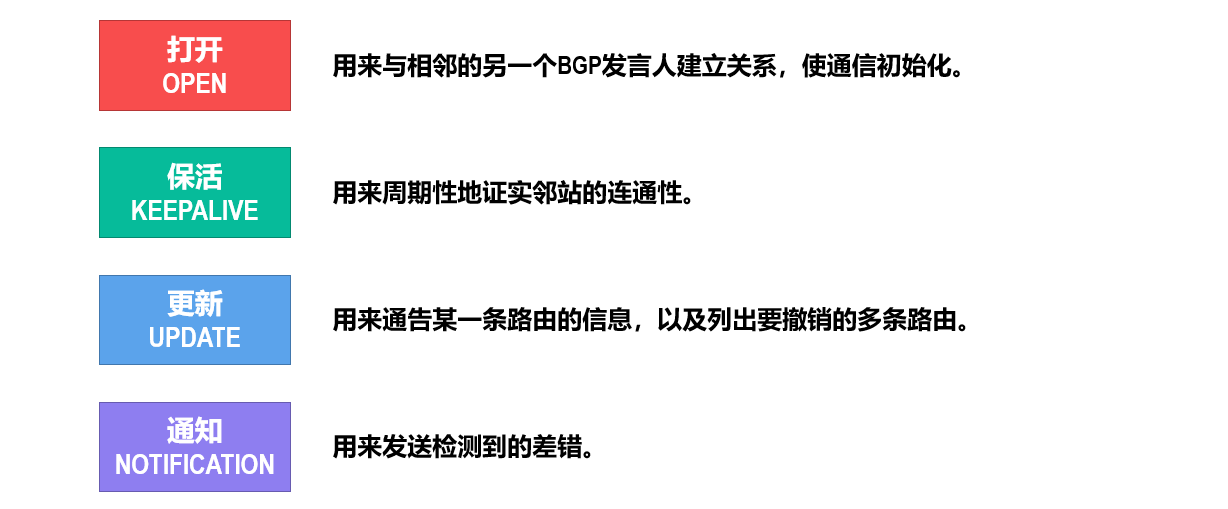 打开
OPEN
用来与相邻的另一个BGP发言人建立关系，使通信初始化。
保活
KEEPALIVE
用来周期性地证实邻站的连通性。
更新
UPDATE
用来通告某一条路由的信息，以及列出要撤销的多条路由。
通知
NOTIFICATION
用来发送检测到的差错。